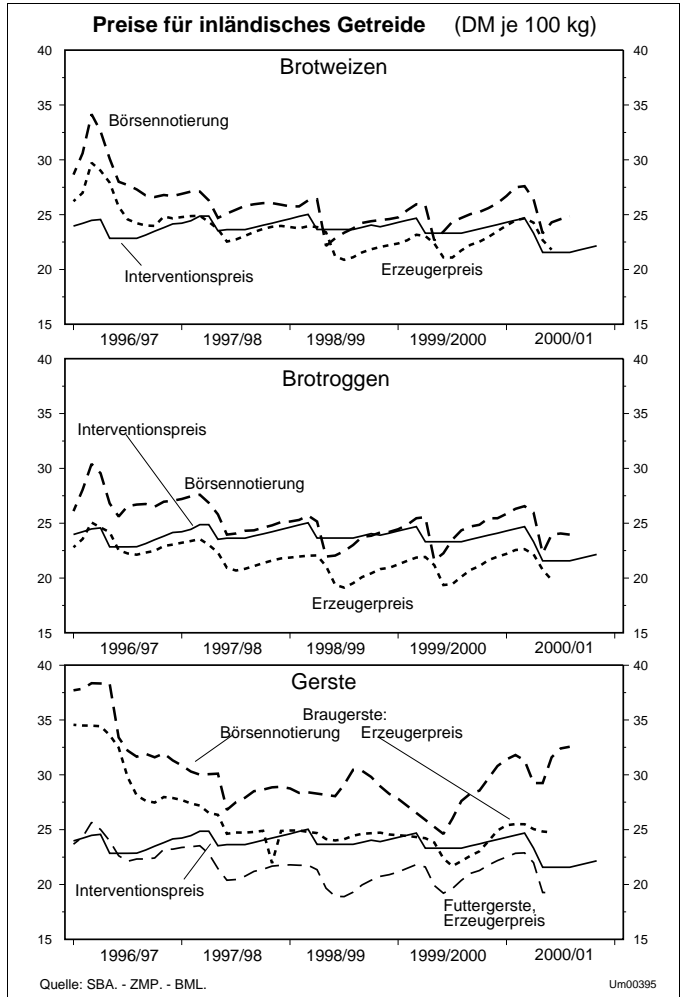 Preise für inländisches Getreide (DM je 100 kg)
40 40
Brotweizen
35 35
Börsennotierung
30 30
25 25
Erzeugerpreis
Interventionspreis
20 20
15 15
1996/97 1997/98 1998/99 1999/2000 2000/01
40 40
Brotroggen
35 35
Interventionspreis
30 30
Börsennotierung
25 25
20 20
Erzeugerpreis
15 15
1996/97 1997/98 1998/99 1999/2000 2000/01
40 40
Gerste
35 35
Braugerste:
Börsennotierung Erzeugerpreis
30 30
25 25
20 20
Interventionspreis
Futtergerste,
Erzeugerpreis
15 15
1996/97 1997/98 1998/99 1999/2000 2000/01
Quelle: SBA. - ZMP. - BML. Um00395